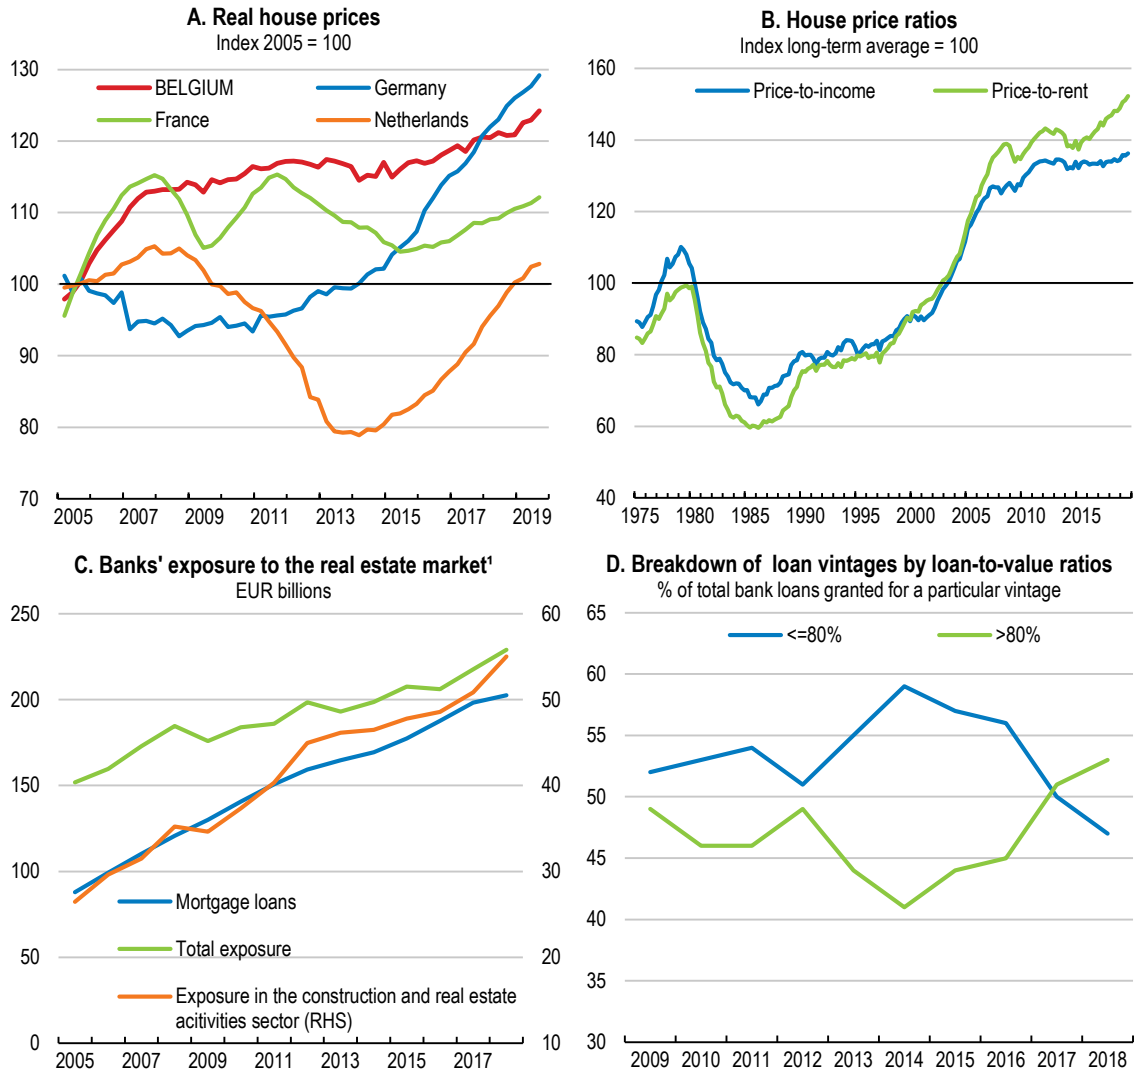 A. Real house prices
Index 2005 = 100
130
120
110
100
90
80
70
BELGIUM
Germany
France
Netherlands
2005 2007 2009 2011 2013 2015 2017 2019
B. House price ratios
Index long-term average = 100
160
140
120
100
80
60
40
Price-to-income
Price-to-rent
1975 1980 1985 1990 1995 2000 2005 2010 2015
C. Banks' exposure to the real estate market¹
EUR billions
250
200
150
100
50
0
60
50
40
30
20
10
Mortgage loans
Total exposure
Exposure in the construction and real estate
acitivities sector (RHS)
2005 2007 2009 2011 2013 2015 2017
D. Breakdown of loan vintages by loan-to-value ratios
% of total bank loans granted for a particular vintage
65
60
55
50
45
40
35
30
<=80%
>80%
2009 2010 2011 2012 2013 2014 2015 2016 2017 2018